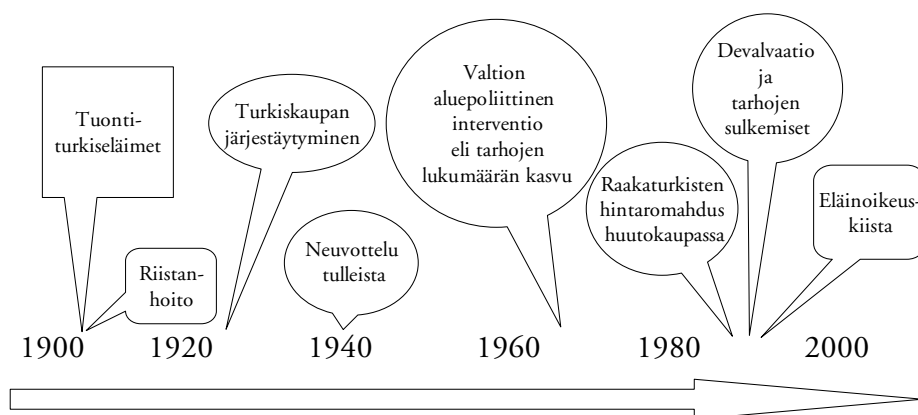 Tuonti-
turkiseläimet
Riistan-
hoito
Turkiskaupan
järjestäytyminen
Neuvottelu
tulleista
Valtion
aluepoliittinen
interventio
eli tarhojen
lukumäärän kasvu
Raakaturkisten
hintaromahdus
huutokaupassa
Devalvaatio
ja
tarhojen
sulkemiset
Eläinoikeus-
kiista
1900 1920 1940 1960 1980 2000